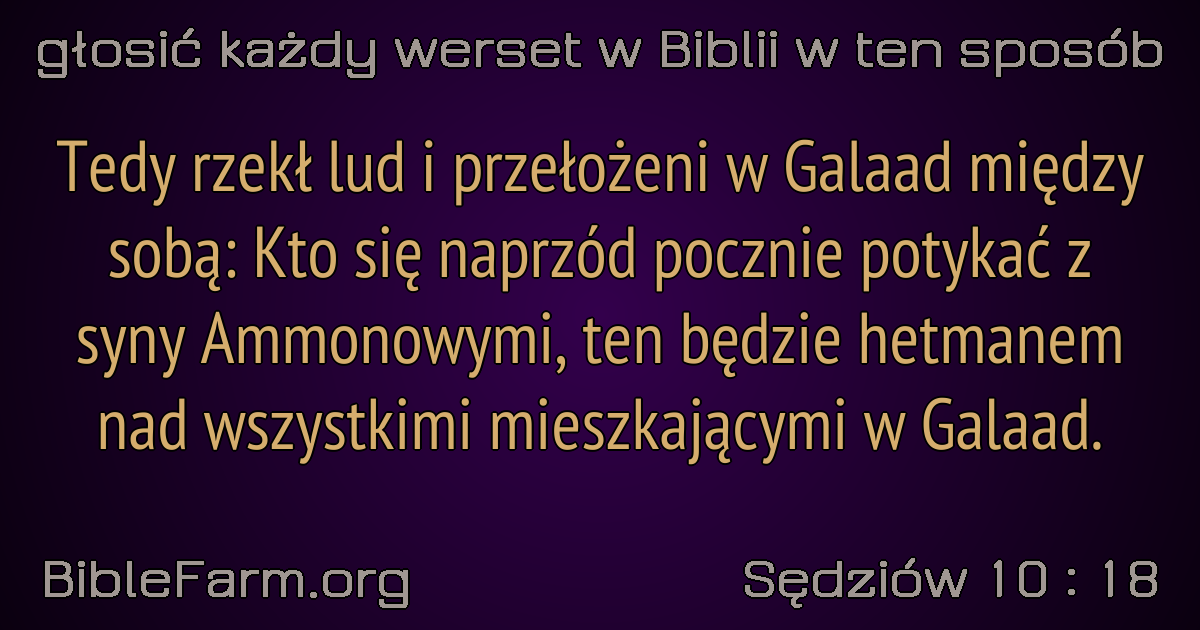 głosić każdy werset w Biblii w ten sposób
Tedy rzekł lud i przełożeni w Galaad między
sobą: Kto się naprzód pocznie potykać z
syny Ammonowymi, ten będzie hetmanem
nad wszystkimi mieszkającymi w Galaad.
BibleFarm.org
Sędziów 10 : 18